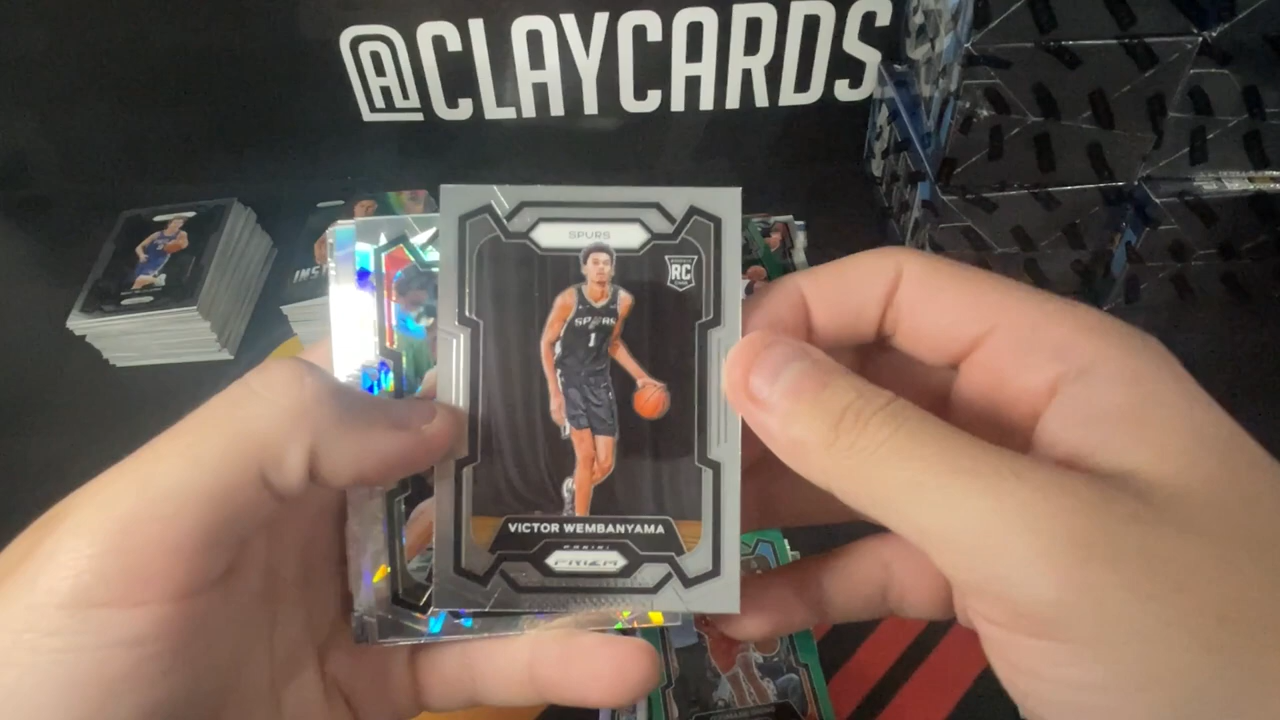 @CLAYCARDS
SPURS
RC
SPURS
1
VICTOR WEMBANYAMA
PANINI
PRIZM